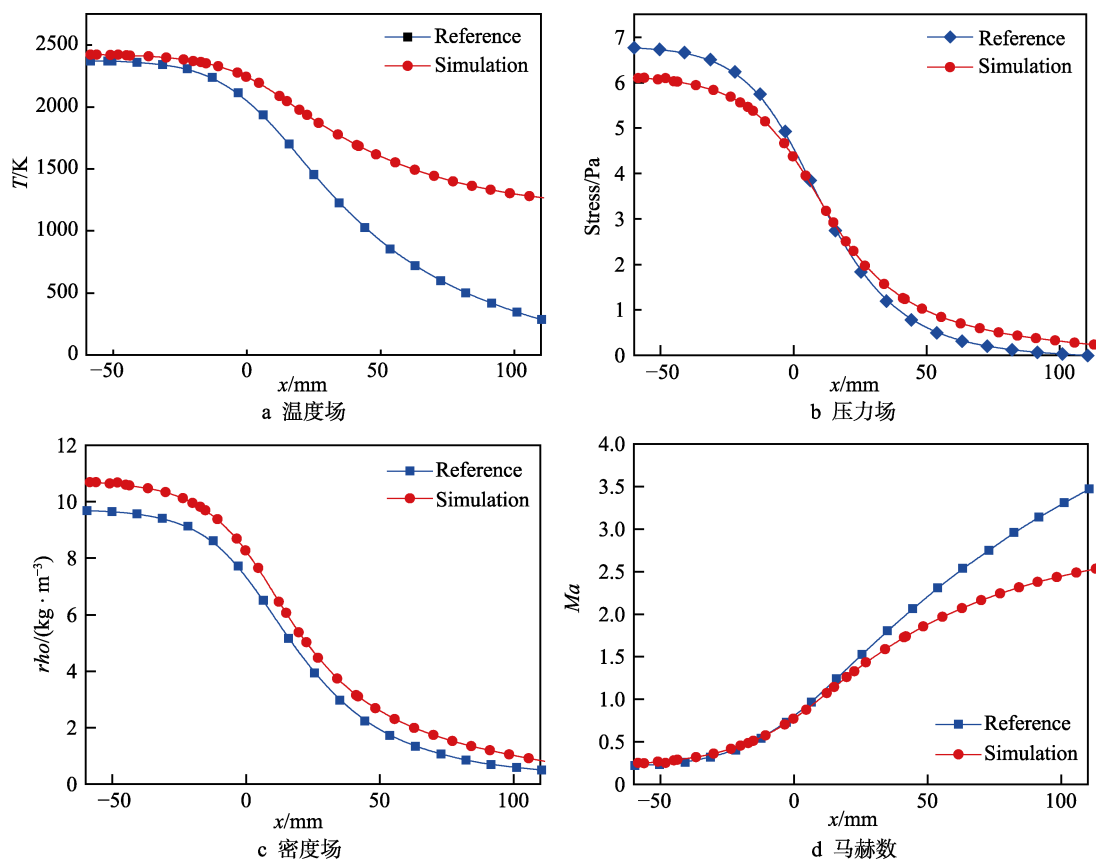 2500
2000
1500
1000
500
0
T/K
Reference
Simulation
−50
0
50
100
x/mm
a 温度场
7
6
5
4
3
2
1
0
Stress/Pa
Reference
Simulation
−50
0
50
100
x/mm
b 压力场
12
10
8
6
4
2
0
rho/(kg · m−3)
Reference
Simulation
−50
0
50
100
x/mm
c 密度场
4.0
3.5
3.0
2.5
2.0
1.5
1.0
0.5
0
Ma
Reference
Simulation
−50
0
50
100
x/mm
d 马赫数